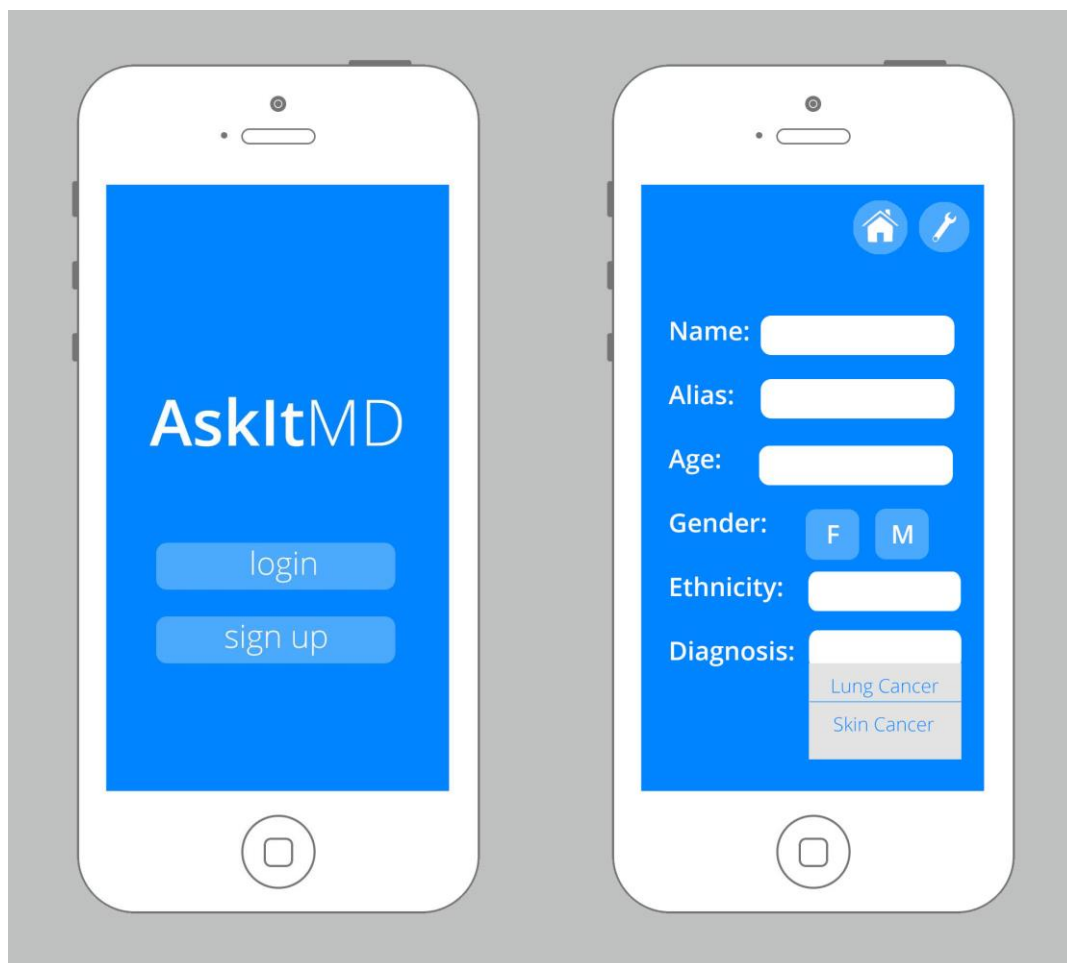 AskItMD
login
sign up
Name:
Alias:
Age:
Gender: F M
Ethnicity:
Diagnosis:
Lung Cancer
Skin Cancer